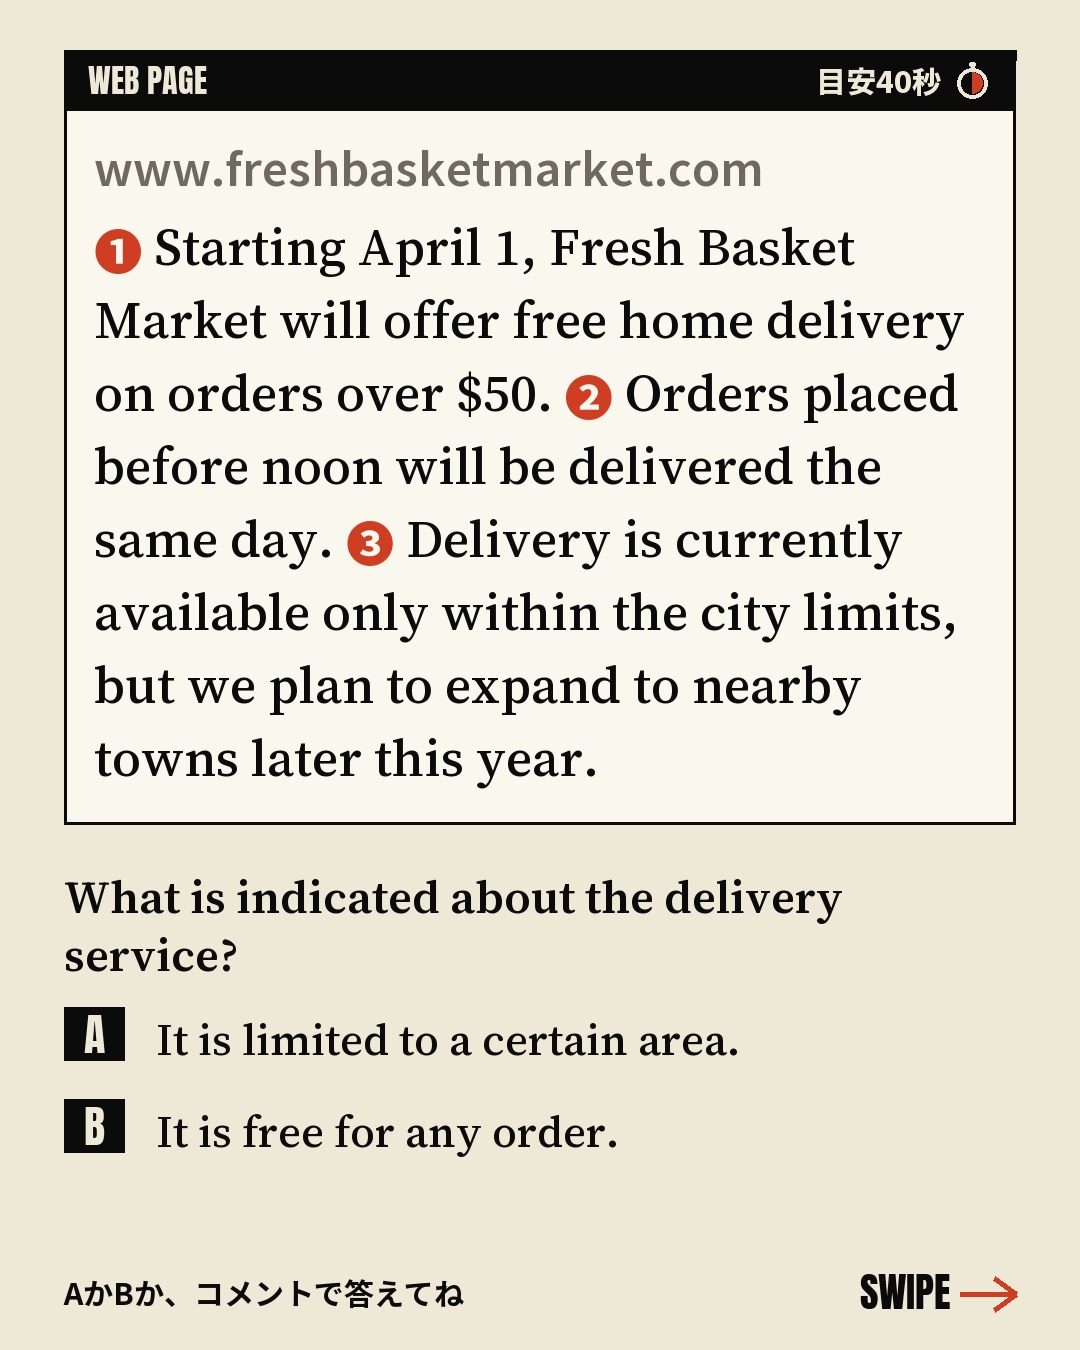 WEB PAGE 目安40秒
www.freshbasketmarket.com
❶ Starting April 1, Fresh Basket
Market will offer free home delivery
on orders over $50. ❷ Orders placed
before noon will be delivered the
same day. ❸ Delivery is currently
available only within the city limits,
but we plan to expand to nearby
towns later this year.
What is indicated about the delivery
service?
A It is limited to a certain area.
B It is free for any order.
AかBか、コメントで答えてね SWIPE